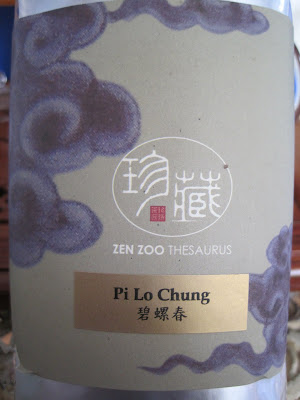 珍藏
ZEN ZOO THESAURUS
Pi Lo Chung
碧螺春